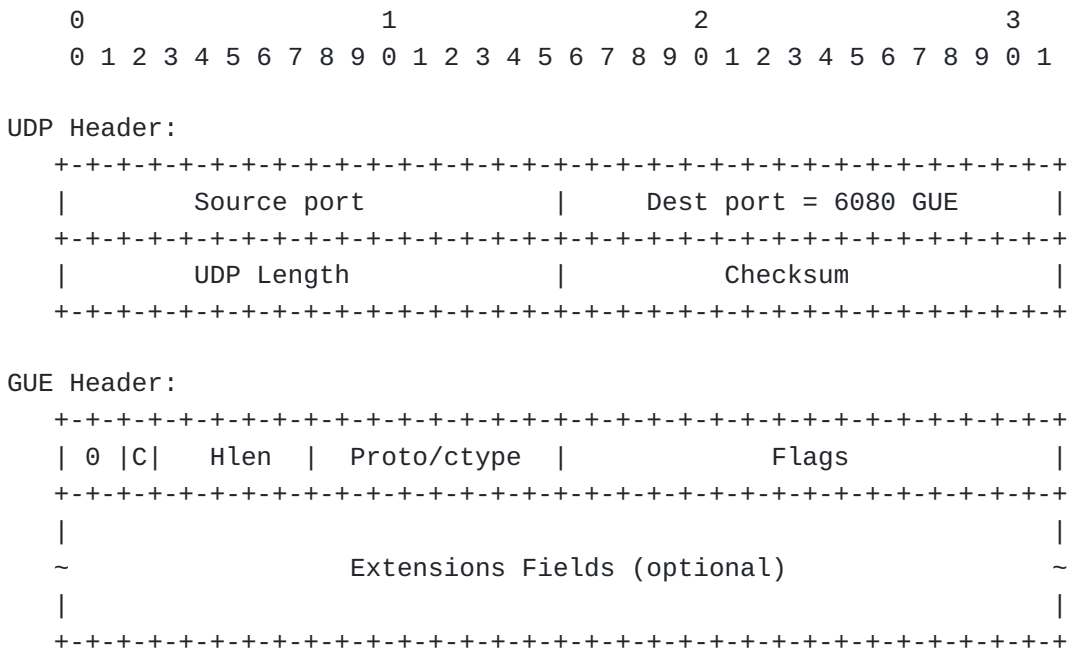 0                   1                   2                   3
    0 1 2 3 4 5 6 7 8 9 0 1 2 3 4 5 6 7 8 9 0 1 2 3 4 5 6 7 8 9 0 1

UDP Header:
   +-+-+-+-+-+-+-+-+-+-+-+-+-+-+-+-+-+-+-+-+-+-+-+-+-+-+-+-+-+-+-+-+
   |        Source port            |     Dest port = 6080 GUE      |
   +-+-+-+-+-+-+-+-+-+-+-+-+-+-+-+-+-+-+-+-+-+-+-+-+-+-+-+-+-+-+-+-+
   |        UDP Length             |          Checksum             |
   +-+-+-+-+-+-+-+-+-+-+-+-+-+-+-+-+-+-+-+-+-+-+-+-+-+-+-+-+-+-+-+-+

GUE Header:
   +-+-+-+-+-+-+-+-+-+-+-+-+-+-+-+-+-+-+-+-+-+-+-+-+-+-+-+-+-+-+-+-+
   | 0 |C|   Hlen  |  Proto/ctype  |             Flags             |
   +-+-+-+-+-+-+-+-+-+-+-+-+-+-+-+-+-+-+-+-+-+-+-+-+-+-+-+-+-+-+-+-+
   |                                                               |
   ~                  Extensions Fields (optional)                 ~
   |                                                               |
   +-+-+-+-+-+-+-+-+-+-+-+-+-+-+-+-+-+-+-+-+-+-+-+-+-+-+-+-+-+-+-+-+